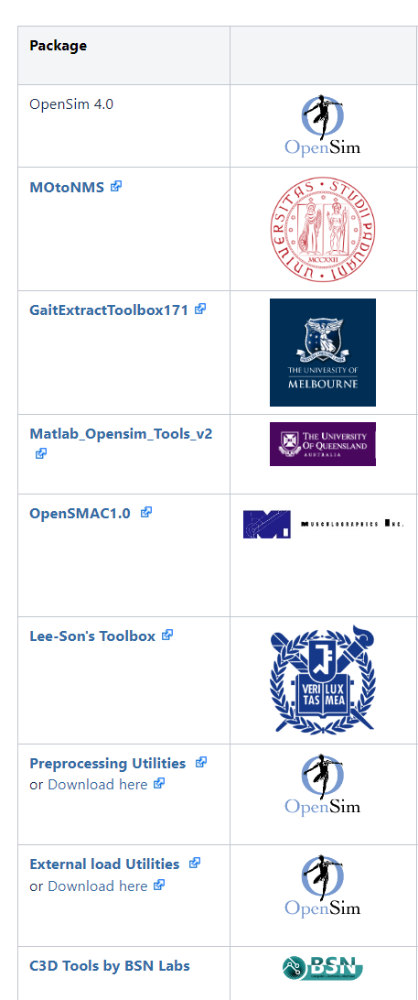 Package
OpenSim 4.0
OpenSim
MOtoNMS
UNIVERSITAS STUDII PADUANI
MCCXXII
GaitExtractToolbox171
THE UNIVERSITY OF
MELBOURNE
Matlab_Opensim_Tools_v2
THE UNIVERSITY
OF QUEENSLAND
AUSTRALIA
OpenSMAC1.0
MUSCULOGRAPHICS INC.
Lee-Son's Toolbox
VERI LUX
TAS MEA
Preprocessing Utilities
or Download here
OpenSim
External load Utilities
or Download here
OpenSim
C3D Tools by BSN Labs
BSN